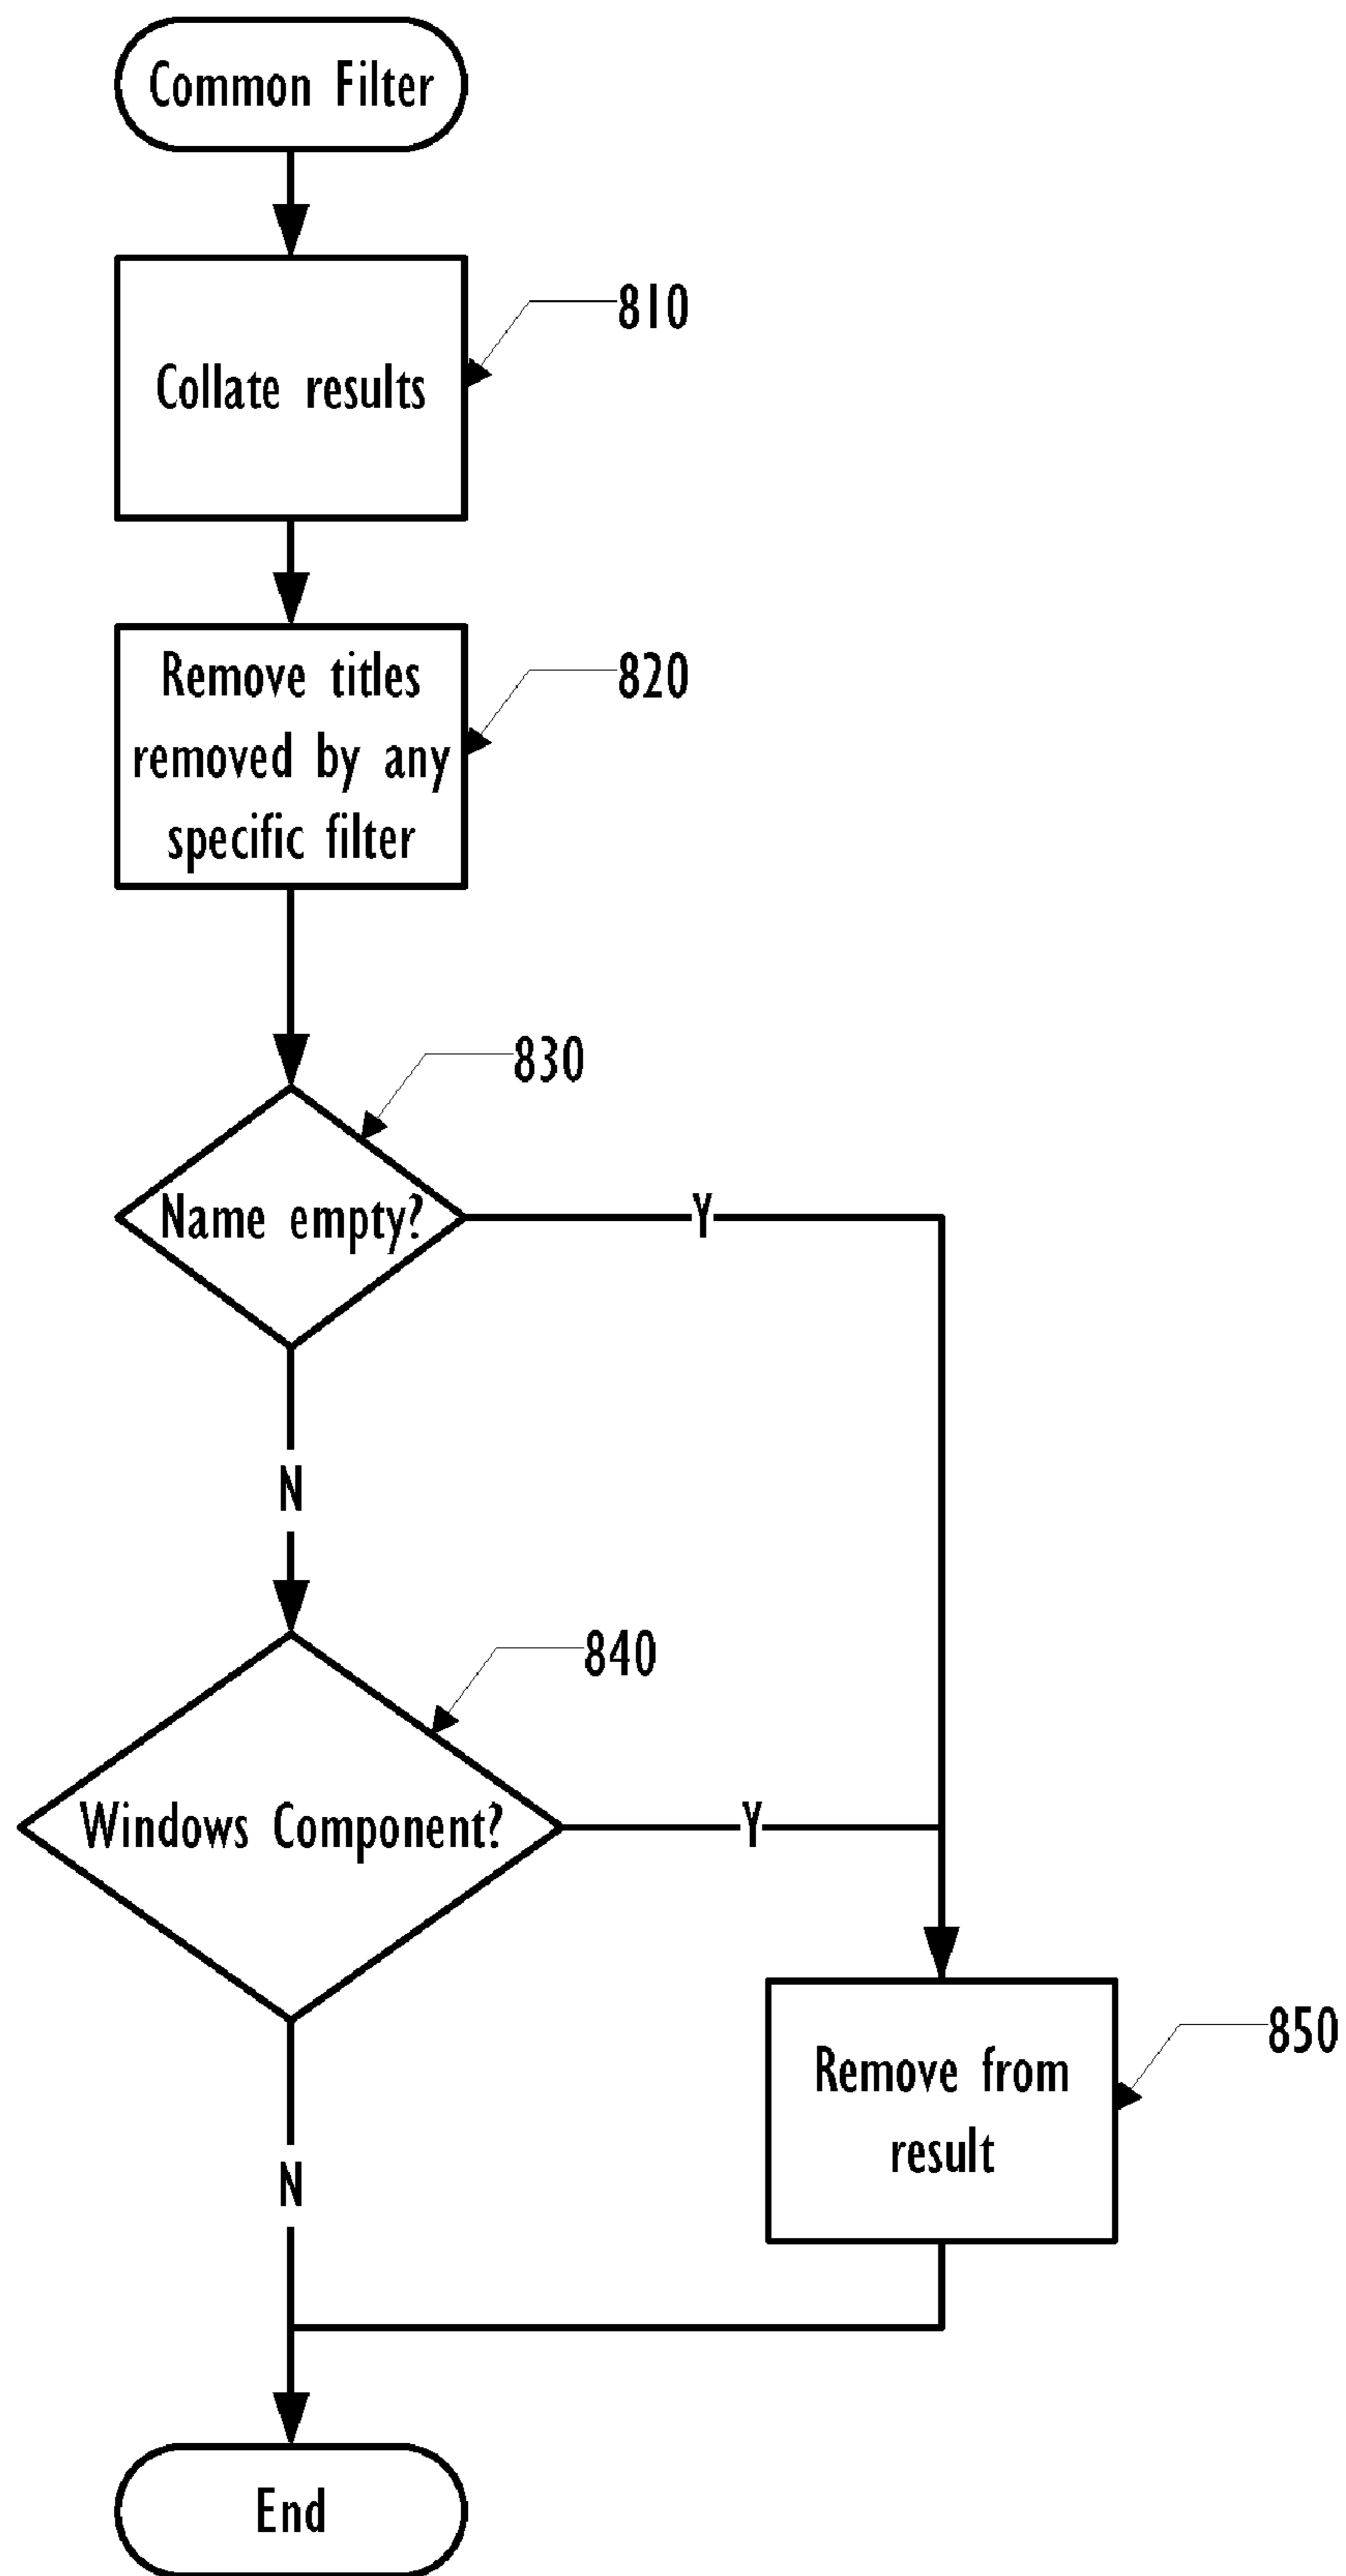 Common Filter
810
Collate results
820
Remove titles
removed by any
specific filter
830
Name empty?
Y
N
840
Windows Component?
Y
850
Remove from
result
N
End